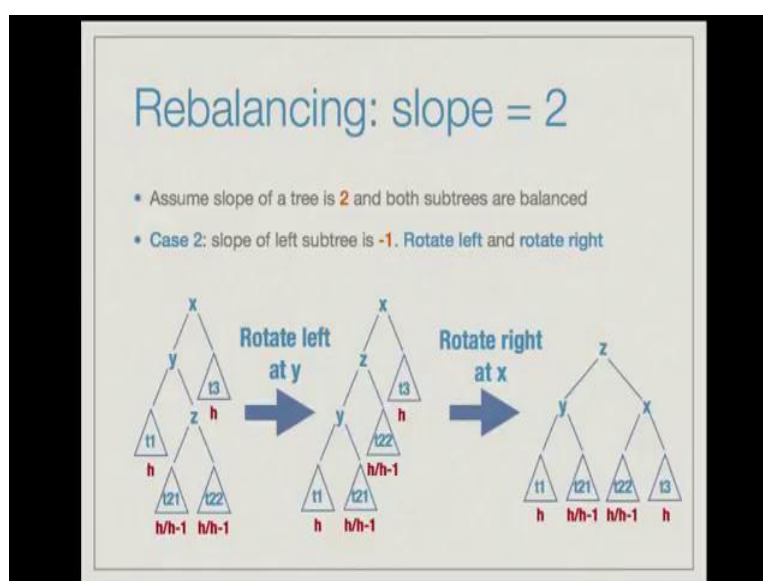 Rebalancing: slope = 2
• Assume slope of a tree is 2 and both subtrees are balanced
• Case 2: slope of left subtree is -1. Rotate left and rotate right
x
y
t3
h
z
t1
h
t21
t22
h/h-1 h/h-1
Rotate left
at y
x
z
t3
h
y
t22
h/h-1
t1
t21
h
h/h-1
Rotate right
at x
z
y
x
t1
t21
t22
t3
h
h/h-1
h/h-1
h